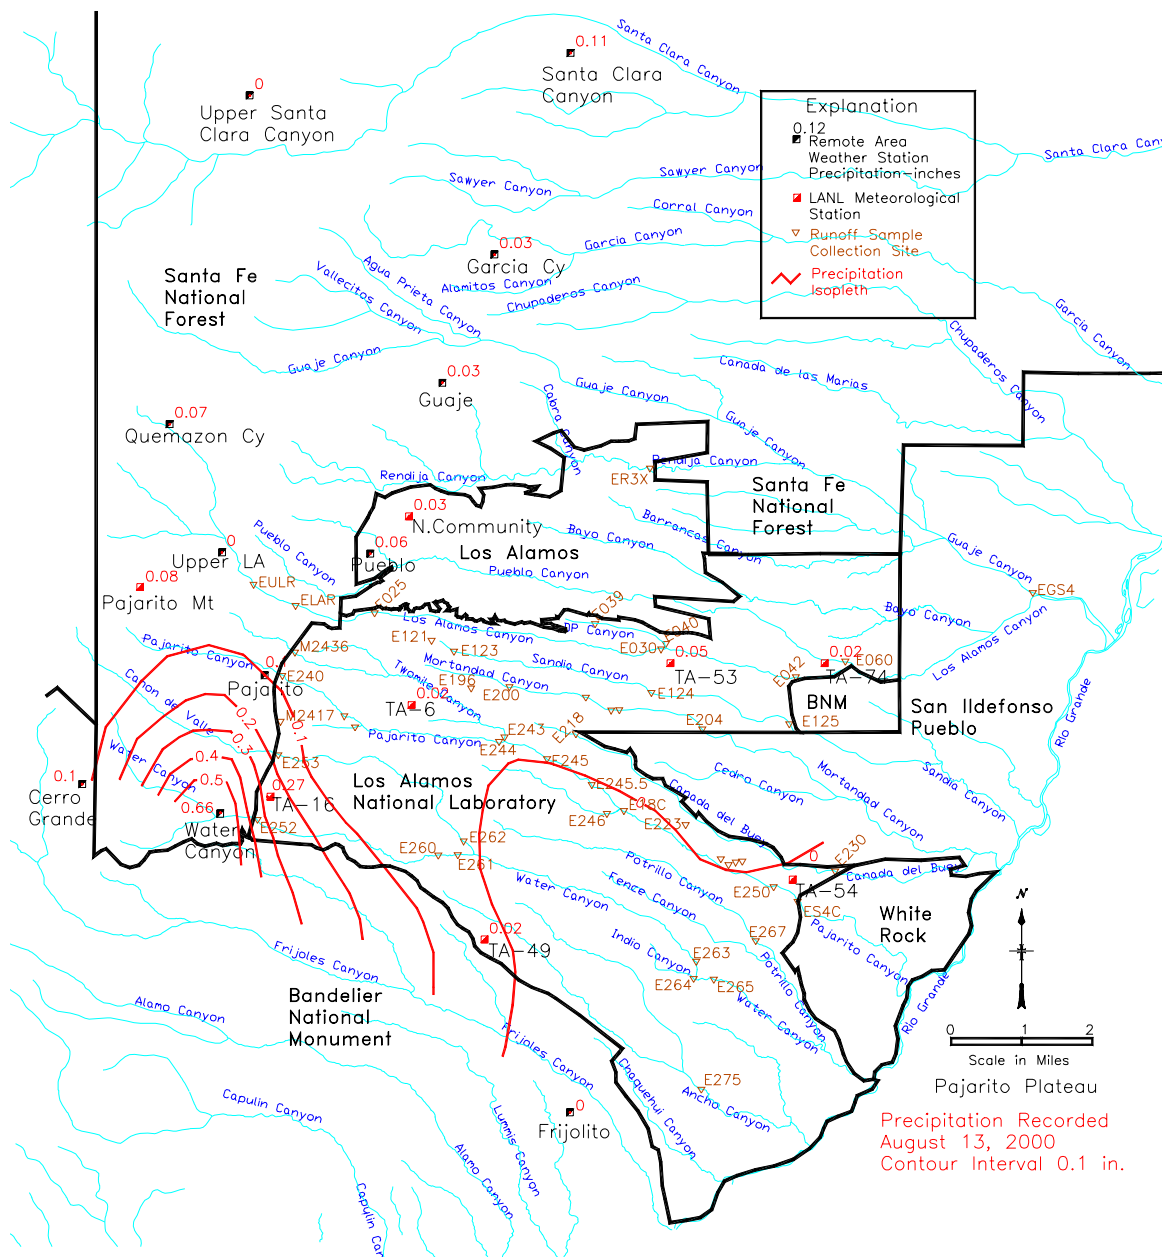 Santa Clara Canyon
0.11
Santa Clara
Canyon
0
Upper Santa
Clara Canyon
Explanation
0.12
Remote Area
Weather Station
Precipitation-inches
LANL Meteorological
Station
Runoff Sample
Collection Site
Precipitation
Isopleth
Sawyer Canyon
Sawyer Canyon
Corral Canyon
Garcia Canyon
0.03
Garcia Cy
Alamitos Canyon
Chupaderos Canyon
Agua Prieta Canyon
Vallecitos Canyon
Guaje Canyon
Santa Fe
National
Forest
Garcia Canyon
Chupaderos Canyon
Canada de las Marias
0.03
Guaje
Guaje Canyon
Guaje Canyon
Cabra Canyon
0.07
Quemazon Cy
Rendija Canyon
Rendija Canyon
ER3X
Santa Fe
National
Forest
0.03
N.Community
Barrancas Canyon
Bayo Canyon
Pueblo Canyon
Los Alamos
0.06
Pueblo
Pueblo Canyon
0
Upper LA
EULR
ELAR
0.08
Pajarito Mt
Guaje Canyon
EGS4
Bayo Canyon
Los Alamos Canyon
E025
E039
Los Alamos Canyon
DP Canyon
E040
E030
E121
E123
M2436
Pajarito Canyon
Pajarito
E240
Sandia Canyon
Mortandad Canyon
Twomile Canyon
E196
E200
E124
0.05
TA-53
0.02
TA-74
E060
E042
BNM
E125
San Ildefonso
Pueblo
Rio Grande
0.02
TA-6
Canon de Valle
M2417
0.2
0.1
0.3
0.4
0.5
E253
Pajarito Canyon
E243
E244
E218
E204
E245
E245.5
Water Canyon
0.1
Cerro
Grande
0.27
TA-16
0.66
Water
Canyon
E252
Los Alamos
National Laboratory
Cedro Canyon
Mortandad Canyon
Sandia Canyon
Canada del Buey
E246
E223
E262
E260
E261
E230
Canada del Buey
0
TA-54
E250
ES4C
White
Rock
Potrillo Canyon
Fence Canyon
Water Canyon
Indio Canyon
E267
Pajarito Canyon
E263
E264
E265
Potrillo Canyon
Water Canyon
0.02
TA-49
Frijoles Canyon
Bandelier
National
Monument
Alamo Canyon
Frijoles Canyon
Rio Grande
N
0 1 2
Scale in Miles
Pajarito Plateau
Precipitation Recorded
August 13, 2000
Contour Interval 0.1 in.
E275
Ancho Canyon
Chaquehui Canyon
0
Frijolito
Capulin Canyon
Lummis Canyon
Alamo Canyon